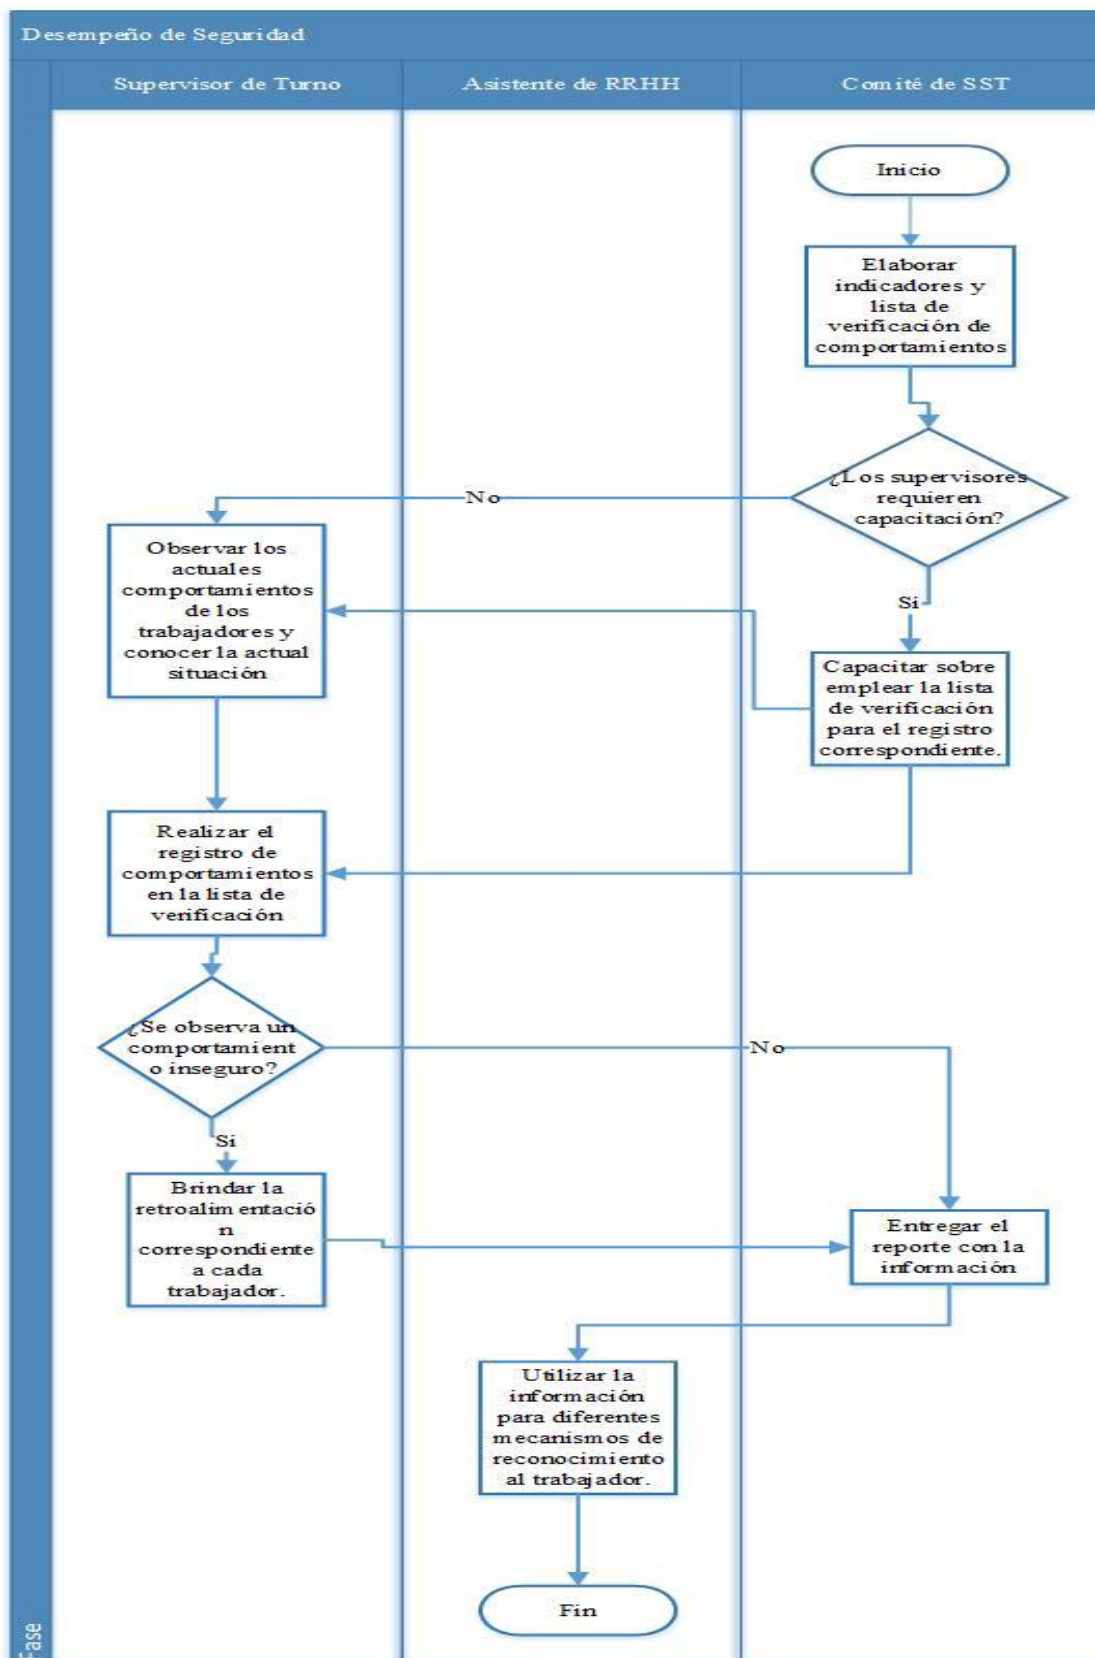 Desempeño de Seguridad
Supervisor de Turno
Asistente de RRHH
Comité de SST
Inicio
Elaborar
indicadores y
lista de
verificación de
comportamientos
¿Los supervisores
requieren
capacitación?
No
Si
Observar los
actuales
comportamientos
de los
trabajadores y
conocer la actual
situación
Capacitar sobre
emplear la lista
de verificación
para el registro
correspondiente.
Realizar el
registro de
comportamientos
en la lista de
verificación
¿Se observa un
comportamient
o inseguro?
No
Si
Brindar la
retroalimentació
n
correspondiente
a cada
trabajador.
Entregar el
reporte con la
información
Utilizar la
información
para diferentes
mecanismos de
reconocimiento
al trabajador.
Fin
Fase